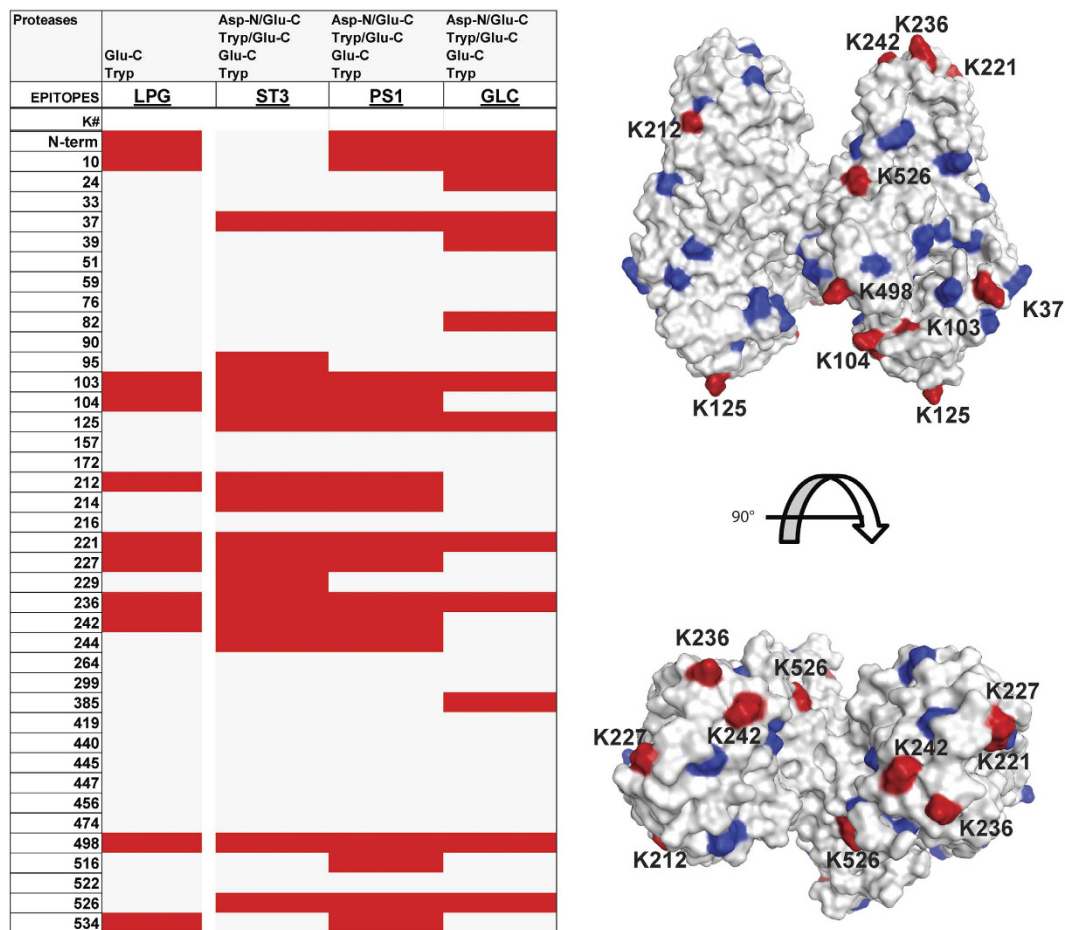 Proteases
Glu-C
Tryp
Asp-N/Glu-C
Tryp/Glu-C
Glu-C
Tryp
Asp-N/Glu-C
Tryp/Glu-C
Glu-C
Tryp
Asp-N/Glu-C
Tryp/Glu-C
Glu-C
Tryp
EPITOPES LPG ST3 PS1 GLC
K#
N-term
10
24
33
37
39
51
59
76
82
90
95
103
104
125
157
172
212
214
216
221
227
229
236
242
244
264
299
385
419
440
445
447
456
474
498
516
522
526
534
K236
K242
K221
K212
K526
K498
K37
K103
K104
K125
K125
90°
K236
K526
K227
K227
K242
K242
K221
K236
K212
K526